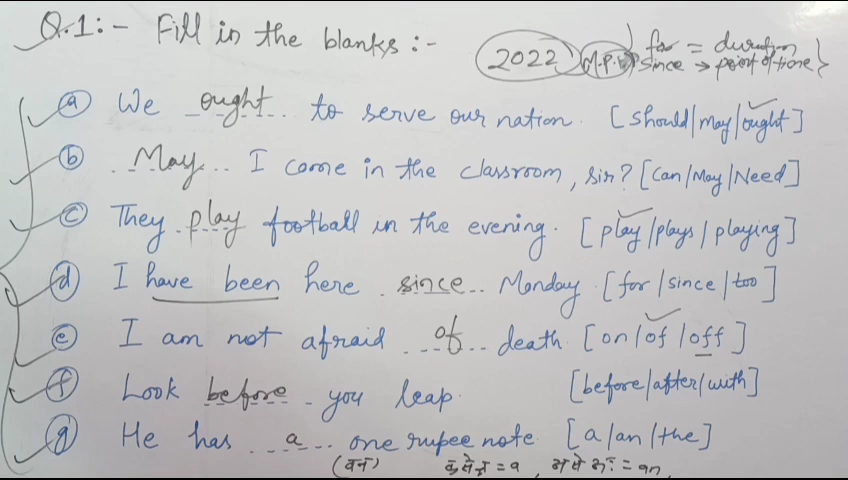 Q.1:- Fill in the blanks :- 2022 M.P.B for = duration
since → point of time
(a) We ought to serve our nation. [should/may/ought]
(b) May I come in the classroom, sir? [Can/May/Need]
(c) They play football in the evening. [play/plays/playing]
(d) I have been here since Monday. [for/since/too]
(e) I am not afraid of death. [on/of/off]
(f) Look before you leap. [before/after/with]
(g) He has a one rupee note [a/an/the]
(वन) = a = an